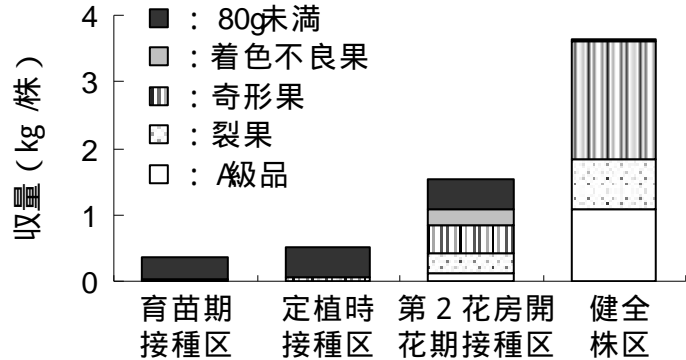 収量（kg/株）
4
3
2
1
0
：80g未満
：着色不良果
：奇形果
：裂果
：A級品
育苗期
接種区
定植時
接種区
第２花房開
花期接種区
健全
株区